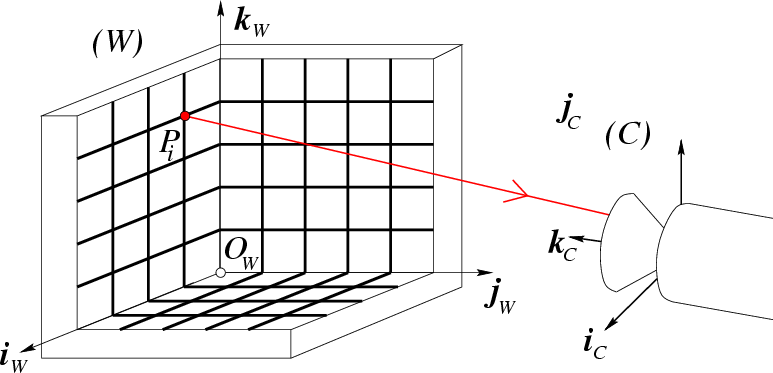 k_W
(W)
j_C
(C)
P_i
O_W
k_C
j_W
i_W
i_C